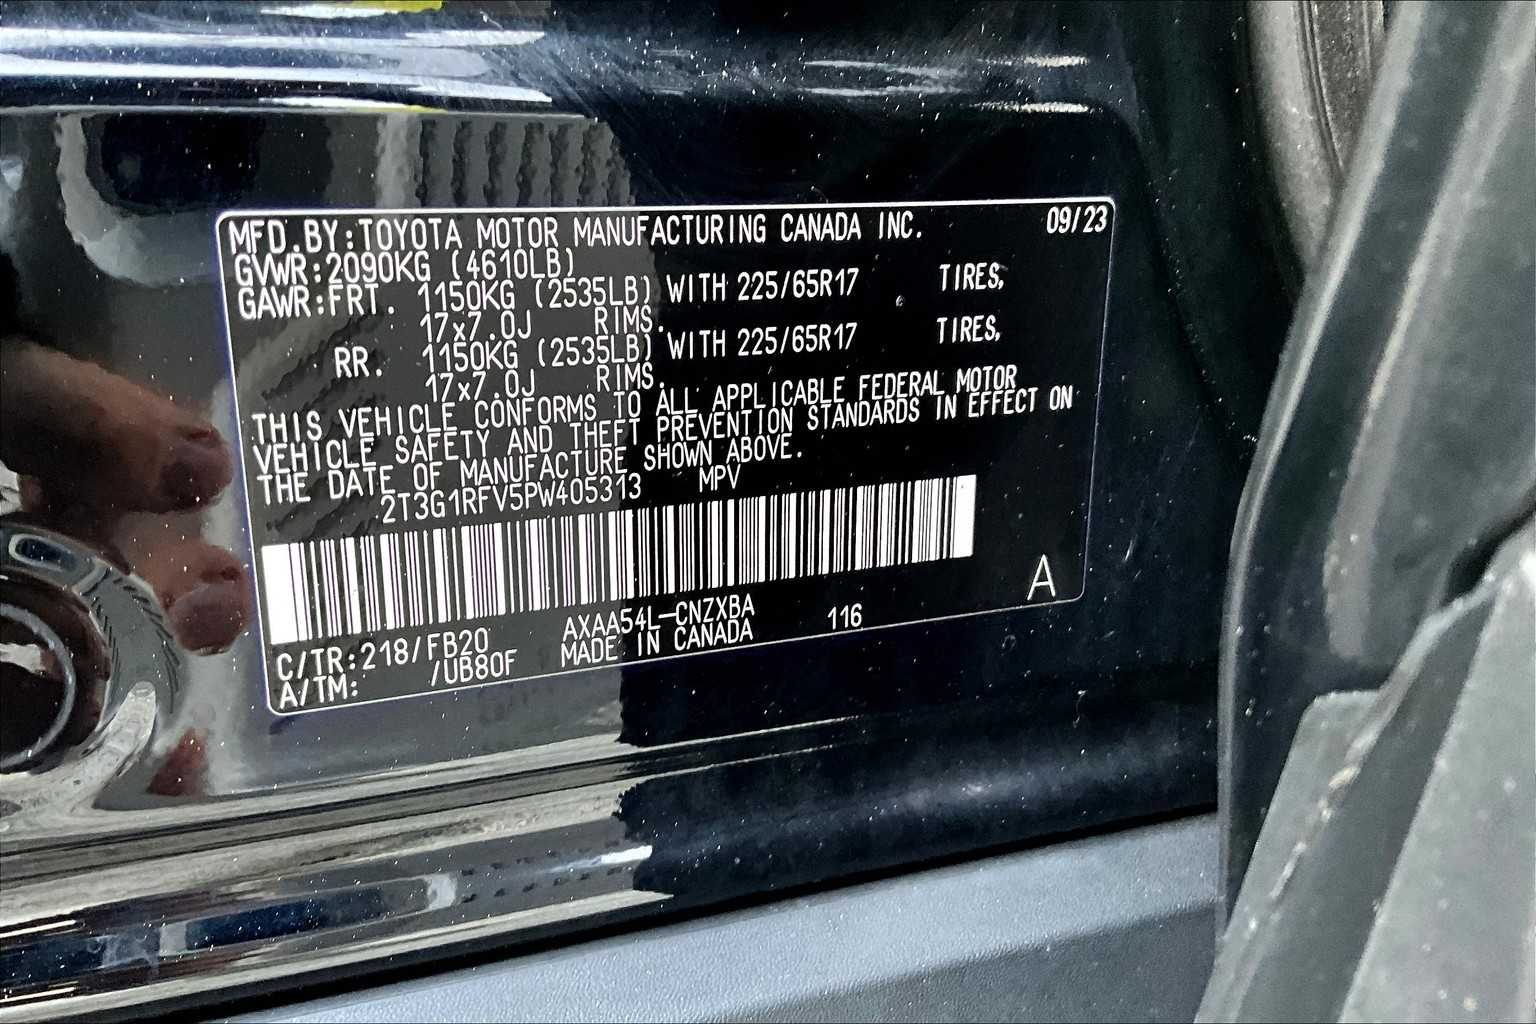 MFD.BY:TOYOTA MOTOR MANUFACTURING CANADA INC. 09/23
GVWR:2090KG (4610LB)
GAWR:FRT. 1150KG (2535LB) WITH 225/65R17 TIRES,
17x7.0J RIMS.
RR. 1150KG (2535LB) WITH 225/65R17 TIRES,
17x7.0J RIMS.
THIS VEHICLE CONFORMS TO ALL APPLICABLE FEDERAL MOTOR
VEHICLE SAFETY AND THEFT PREVENTION STANDARDS IN EFFECT ON
THE DATE OF MANUFACTURE SHOWN ABOVE.
2T3G1RFV5PW405313 MPV
A
C/TR:218/FB20 AXAA54L-CNZXBA 116
A/TM: /UB80F MADE IN CANADA